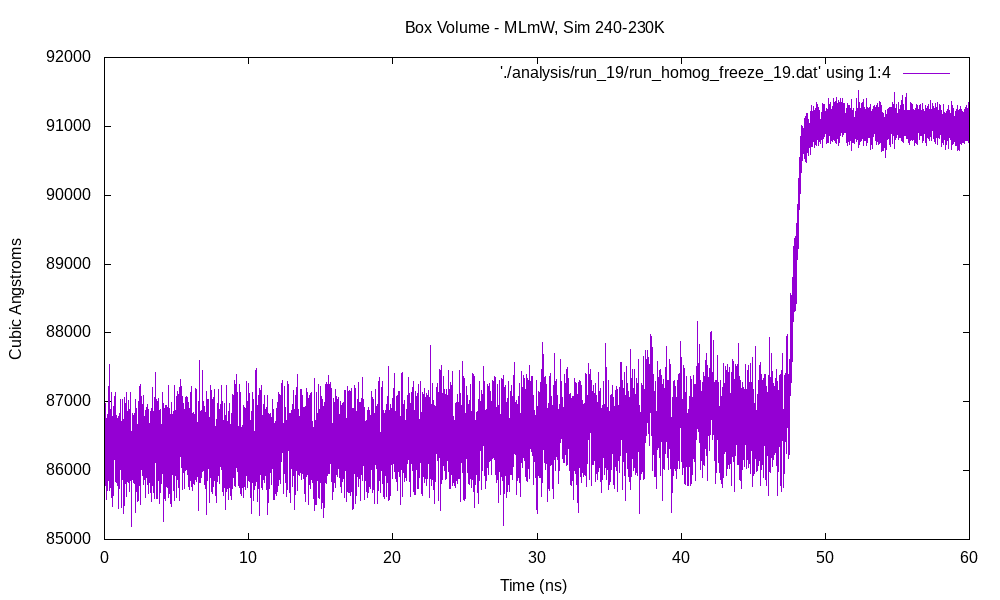 Box Volume - MLmW, Sim 240-230K
'./analysis/run_19/run_homog_freeze_19.dat' using 1:4
92000
91000
90000
89000
88000
87000
86000
85000
Cubic Angstroms
0 10 20 30 40 50 60
Time (ns)